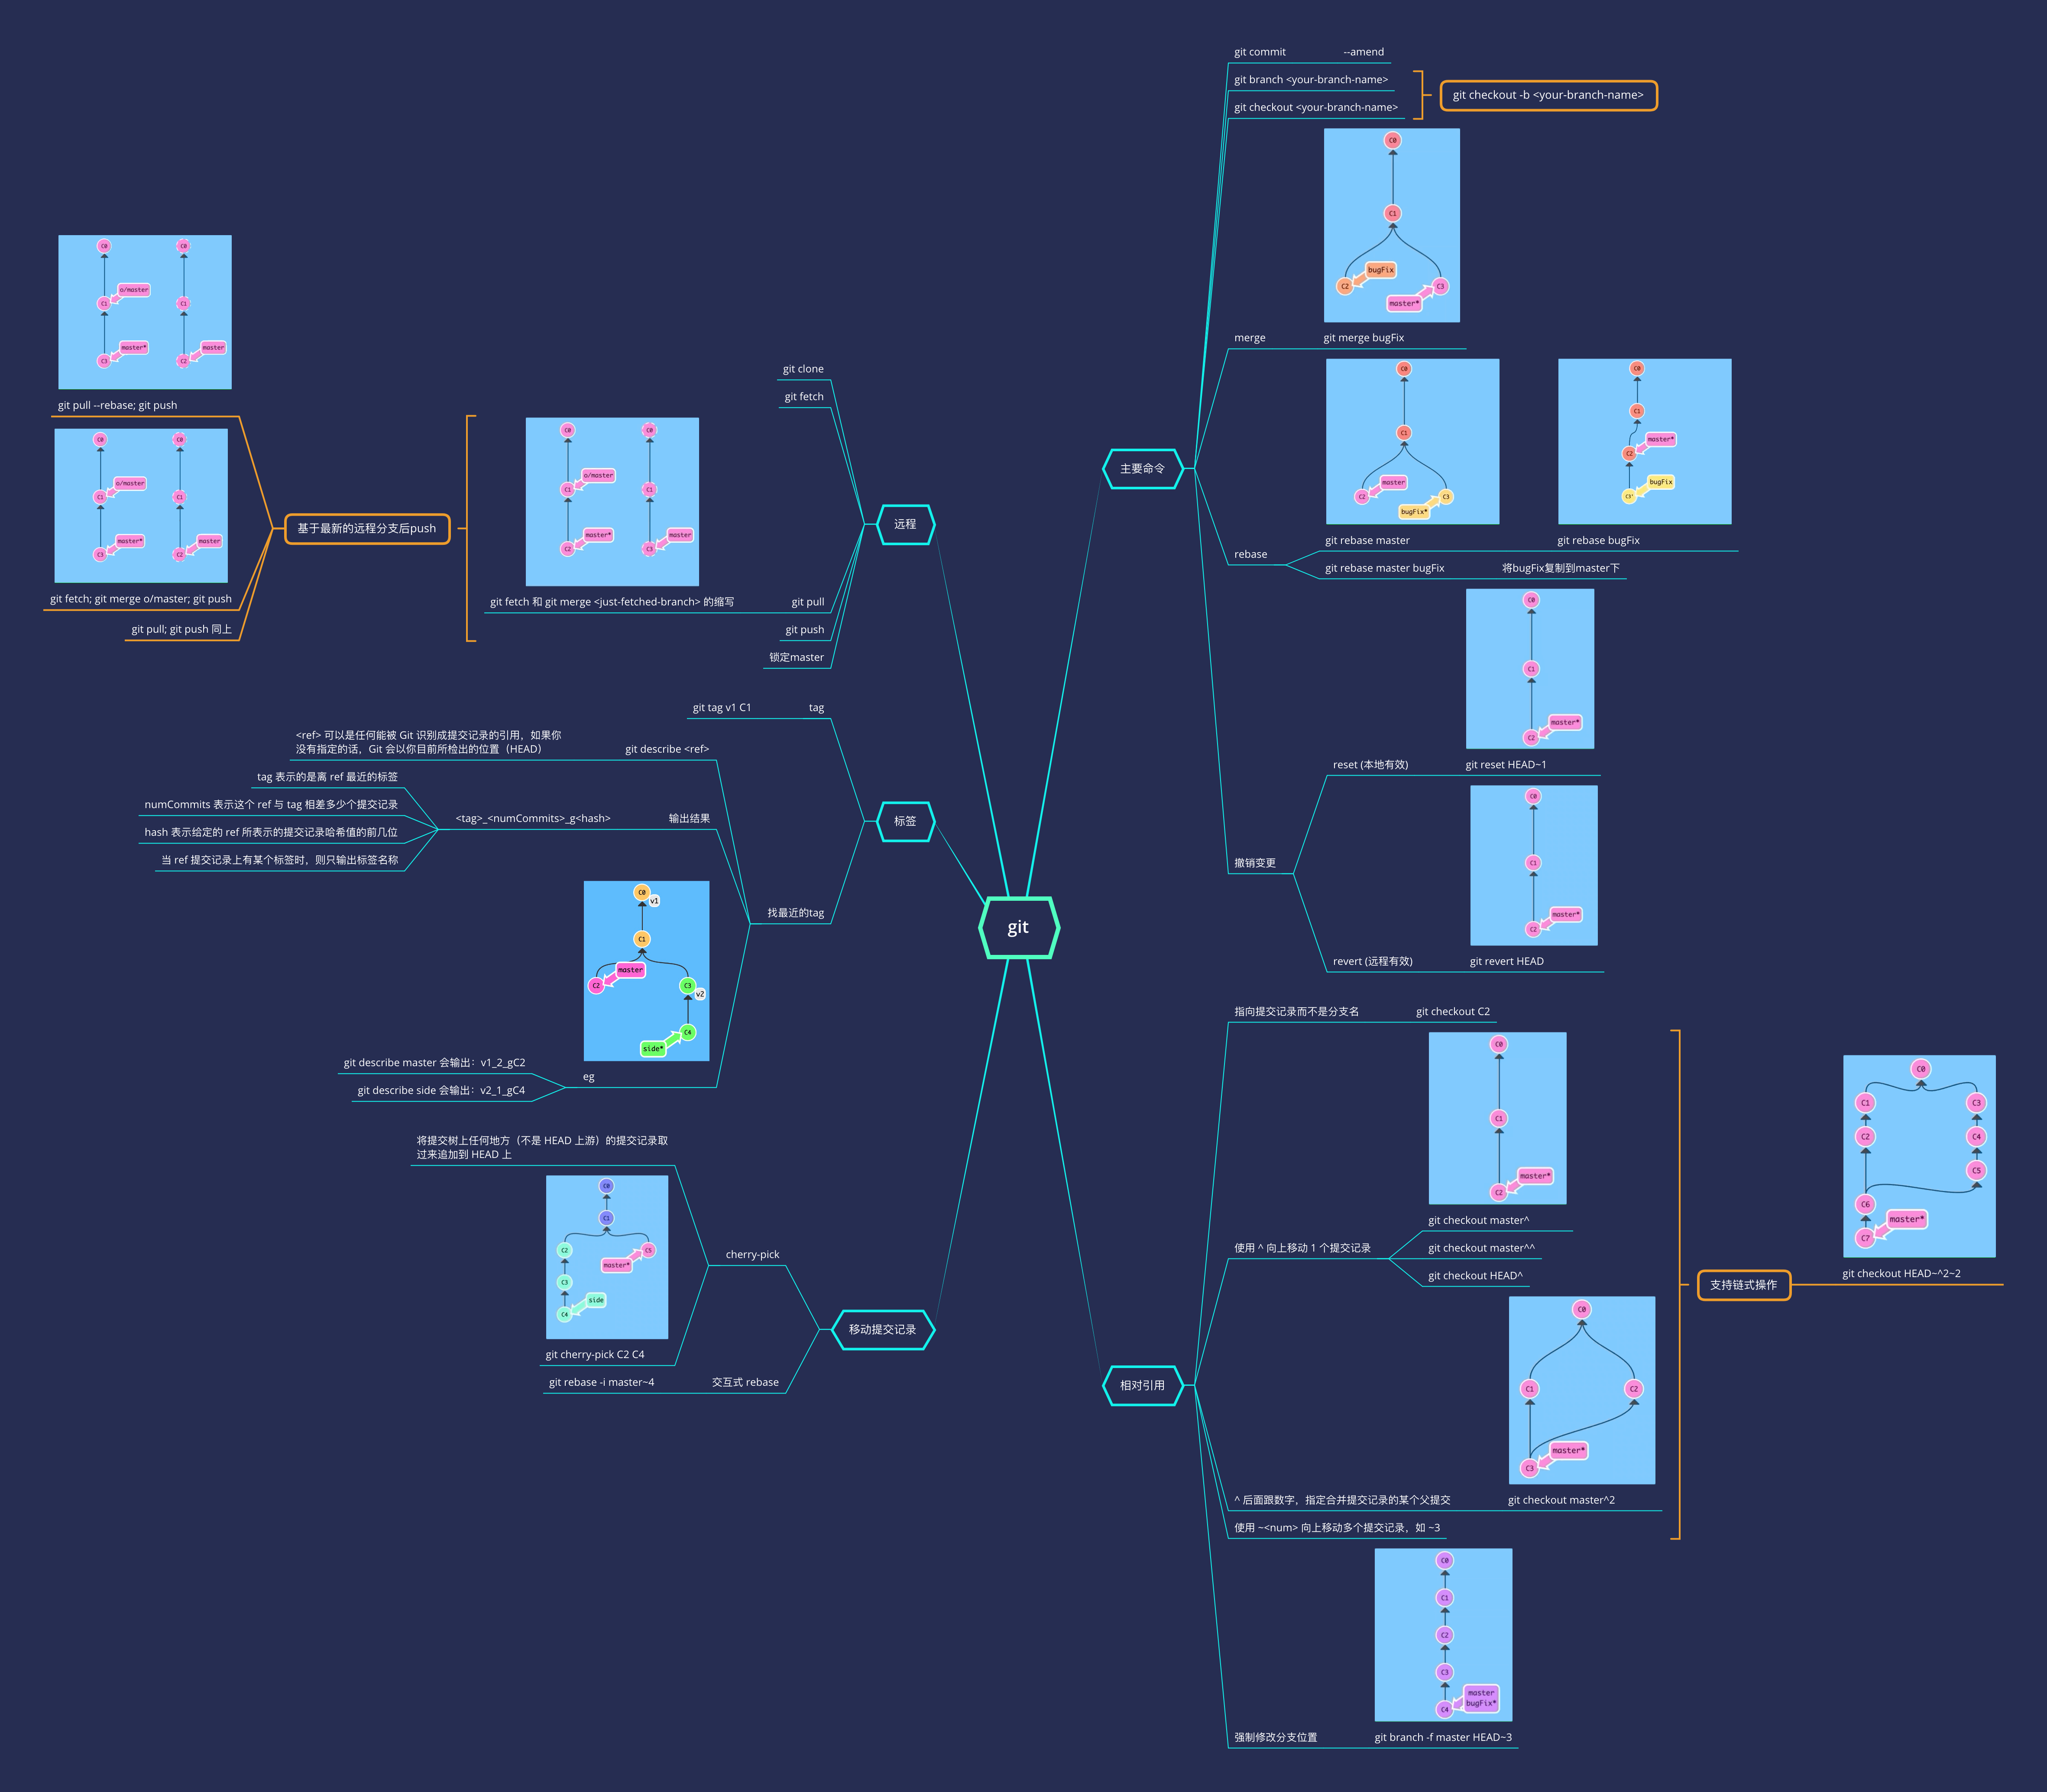 git
主要命令
git commit
--amend
git branch <your-branch-name>
git checkout <your-branch-name>
git checkout -b <your-branch-name>
C0
C1
bugFix
C2
C3
master*
merge
git merge bugFix
C0
C1
master
C2
C3
bugFix*
C0
C1
master*
C2
bugFix
C3'
rebase
git rebase master
git rebase bugFix
git rebase master bugFix
将bugFix复制到master下
C0
C1
master*
C2
撤销变更
reset (本地有效)
git reset HEAD~1
C0
C1
master*
C2
revert (远程有效)
git revert HEAD
相对引用
指向提交记录而不是分支名
git checkout C2
C0
C1
master*
C2
使用 ^ 向上移动 1 个提交记录
git checkout master^
git checkout master^^
git checkout HEAD^
C0
C1
C2
master*
C3
^ 后面跟数字，指定合并提交记录的某个父提交
git checkout master^2
使用 ~<num> 向上移动多个提交记录，如 ~3
支持链式操作
C0
C1
C3
C2
C4
C5
C6
master*
C7
git checkout HEAD~^2~2
C0
C1
C2
C3
master
bugFix*
C4
强制修改分支位置
git branch -f master HEAD~3
远程
git clone
git fetch
C0
C0
o/master
C1
C1
master*
master
C2
C3
git pull
git fetch 和 git merge <just-fetched-branch> 的缩写
git push
锁定master
基于最新的远程分支后push
C0
C0
o/master
C1
C1
master*
master
C3
C2
git pull --rebase; git push
C0
C0
o/master
C1
C1
master*
master
C3
C2
git fetch; git merge o/master; git push
git pull; git push 同上
标签
tag
git tag v1 C1
找最近的tag
git describe <ref>
<ref> 可以是任何能被 Git 识别成提交记录的引用，如果你
没有指定的话，Git 会以你目前所检出的位置（HEAD）
输出结果
<tag>_<numCommits>_g<hash>
tag 表示的是离 ref 最近的标签
numCommits 表示这个 ref 与 tag 相差多少个提交记录
hash 表示给定的 ref 所表示的提交记录哈希值的前几位
当 ref 提交记录上有某个标签时，则只输出标签名称
C0
v1
C1
master
C2
C3
v2
C4
side*
eg
git describe master 会输出：v1_2_gC2
git describe side 会输出：v2_1_gC4
移动提交记录
cherry-pick
将提交树上任何地方（不是 HEAD 上游）的提交记录取
过来追加到 HEAD 上
C0
C1
C2
C5
master*
C3
side
C4
git cherry-pick C2 C4
交互式 rebase
git rebase -i master~4